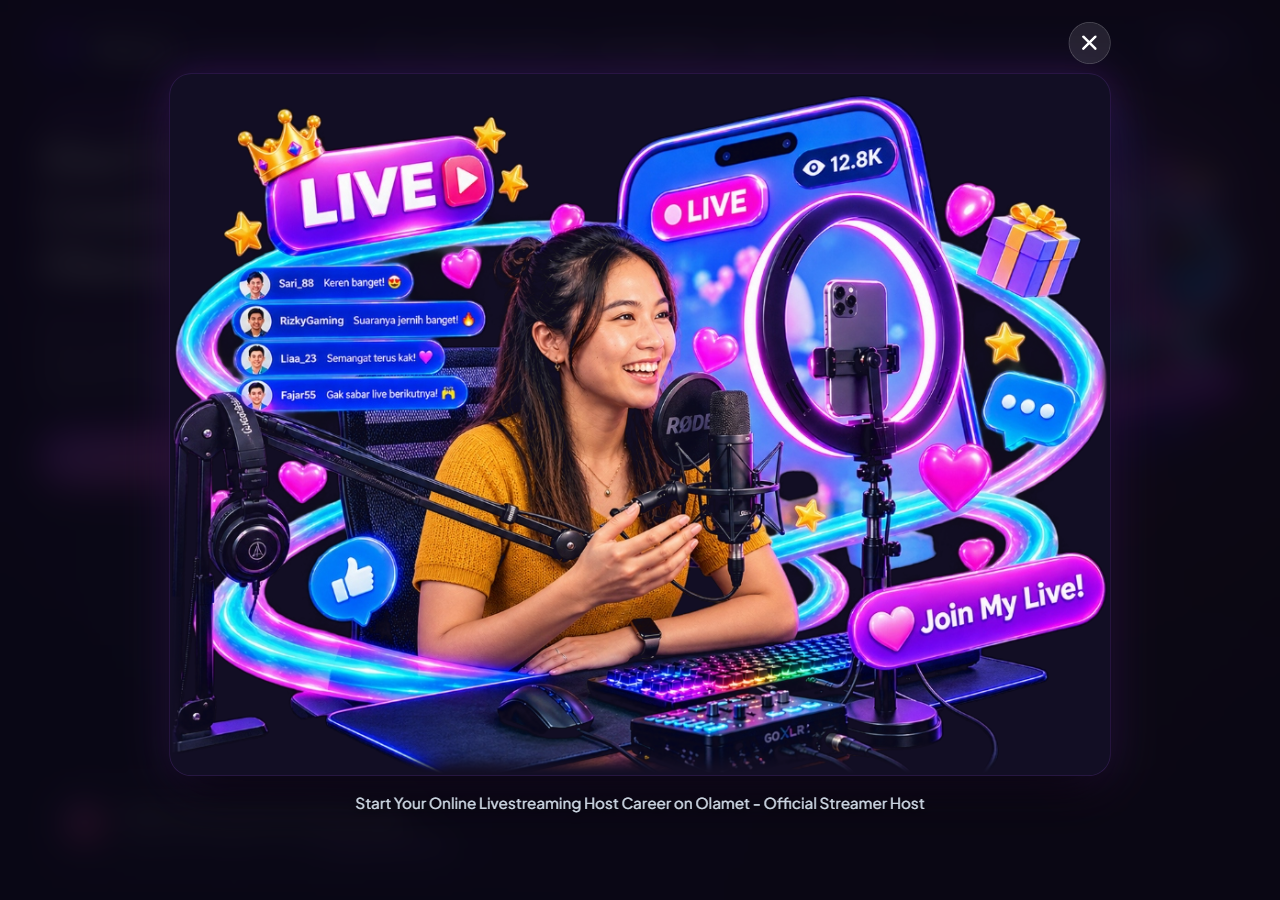 LIVE
12.8K
LIVE
Sari_88 Keren banget! 😍
RizkyGaming Suaranya jernih banget! 🔥
Liaa_23 Semangat terus kak! 💜
Fajar55 Gak sabar live berikutnya! 🙌
RØDE
Join My Live!
GOXLR
Start Your Online Livestreaming Host Career on Olamet - Official Streamer Host